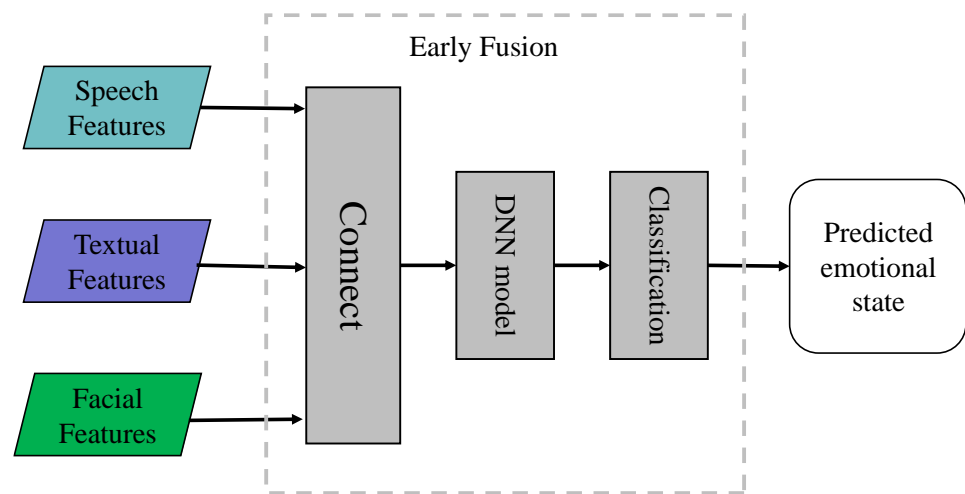 Early Fusion
Speech
Features
Textual
Features
Facial
Features
Connect
DNN model
Classification
Predicted
emotional
state